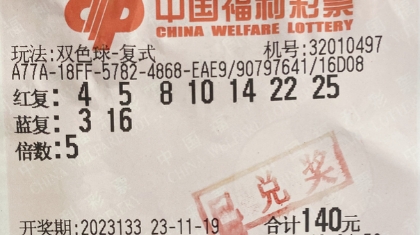 中国福利彩票
CHINA WELFARE LOTTERY
玩法:双色球-复式 机号:32010497
A77A-18FF-5782-4868-EAE9/90797641/16D08
红复: 4 5 8 10 14 22 25
蓝复: 3 16
倍数:5
已兑奖
开奖期:2023133 23-11-19 合计140元